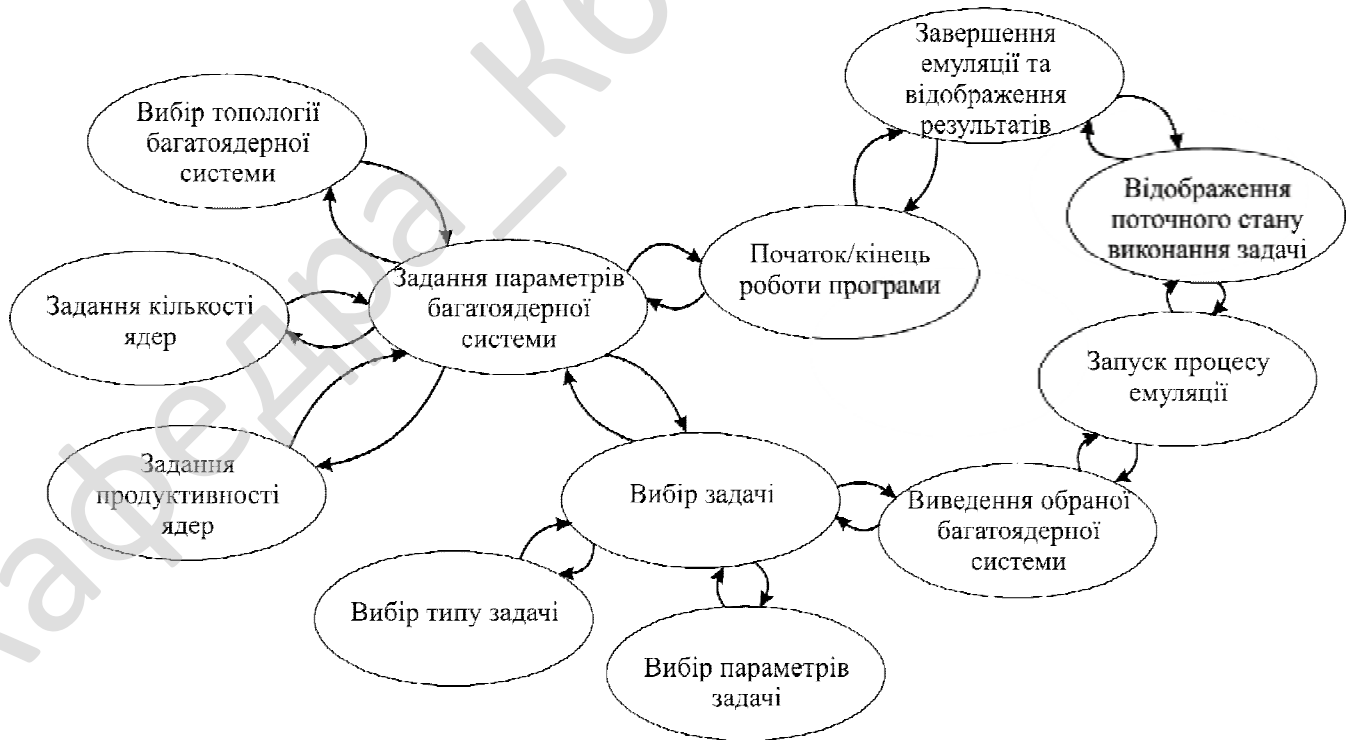 Завершення
емуляції та
відображення
результатів
Вибір топології
багатоядерної
системи
Відображення
поточного стану
виконання задачі
Початок/кінець
роботи програми
Задання параметрів
багатоядерної
системи
Задання кількості
ядер
Запуск процесу
емуляції
Задання
продуктивності
ядер
Вибір задачі
Виведення обраної
багатоядерної
системи
Вибір типу задачі
Вибір параметрів
задачі
кафедра_Кб